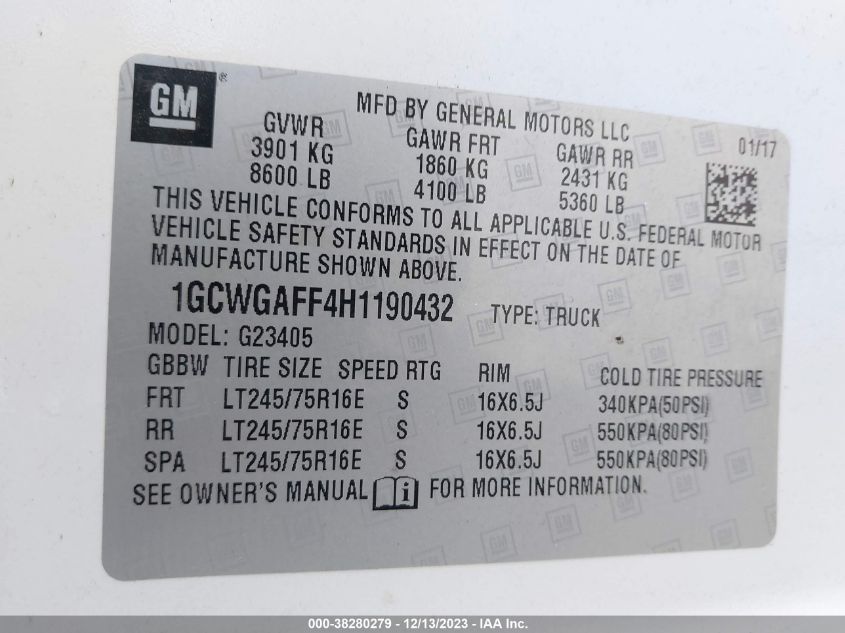 GM ®
MFD BY GENERAL MOTORS LLC
GVWR GAWR FRT GAWR RR 01/17
3901 KG 1860 KG 2431 KG
8600 LB 4100 LB 5360 LB
THIS VEHICLE CONFORMS TO ALL APPLICABLE U.S. FEDERAL MOTOR
VEHICLE SAFETY STANDARDS IN EFFECT ON THE DATE OF
MANUFACTURE SHOWN ABOVE.
1GCWGAFF4H1190432 TYPE: TRUCK
MODEL: G23405
GBBW TIRE SIZE SPEED RTG RIM COLD TIRE PRESSURE
FRT LT245/75R16E S 16X6.5J 340KPA(50PSI)
RR LT245/75R16E S 16X6.5J 550KPA(80PSI)
SPA LT245/75R16E S 16X6.5J 550KPA(80PSI)
SEE OWNER'S MANUAL i FOR MORE INFORMATION.
000-38280279 - 12/13/2023 - IAA Inc.